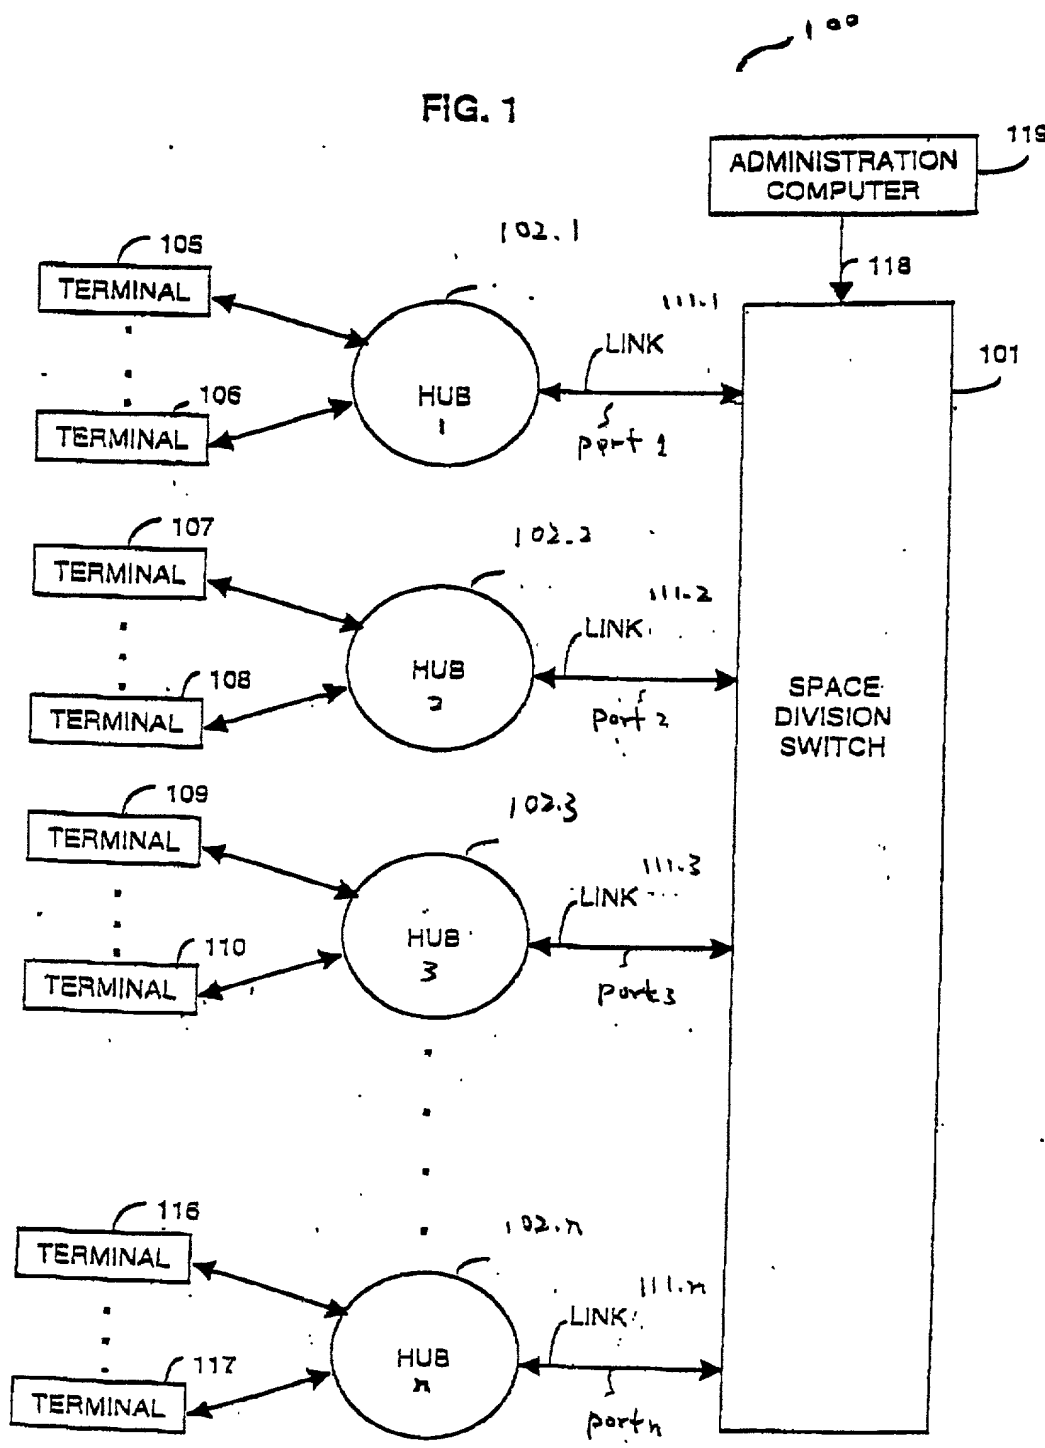 100
FIG. 1
119
ADMINISTRATION
COMPUTER
118
101
105
TERMINAL
106
TERMINAL
102.1
HUB
1
111.1
LINK
port 1
107
TERMINAL
108
TERMINAL
102.2
HUB
2
111.2
LINK
port 2
SPACE
DIVISION
SWITCH
109
TERMINAL
110
TERMINAL
102.3
HUB
3
111.3
LINK
port 3
116
TERMINAL
117
TERMINAL
102.n
HUB
n
111.n
LINK
port n